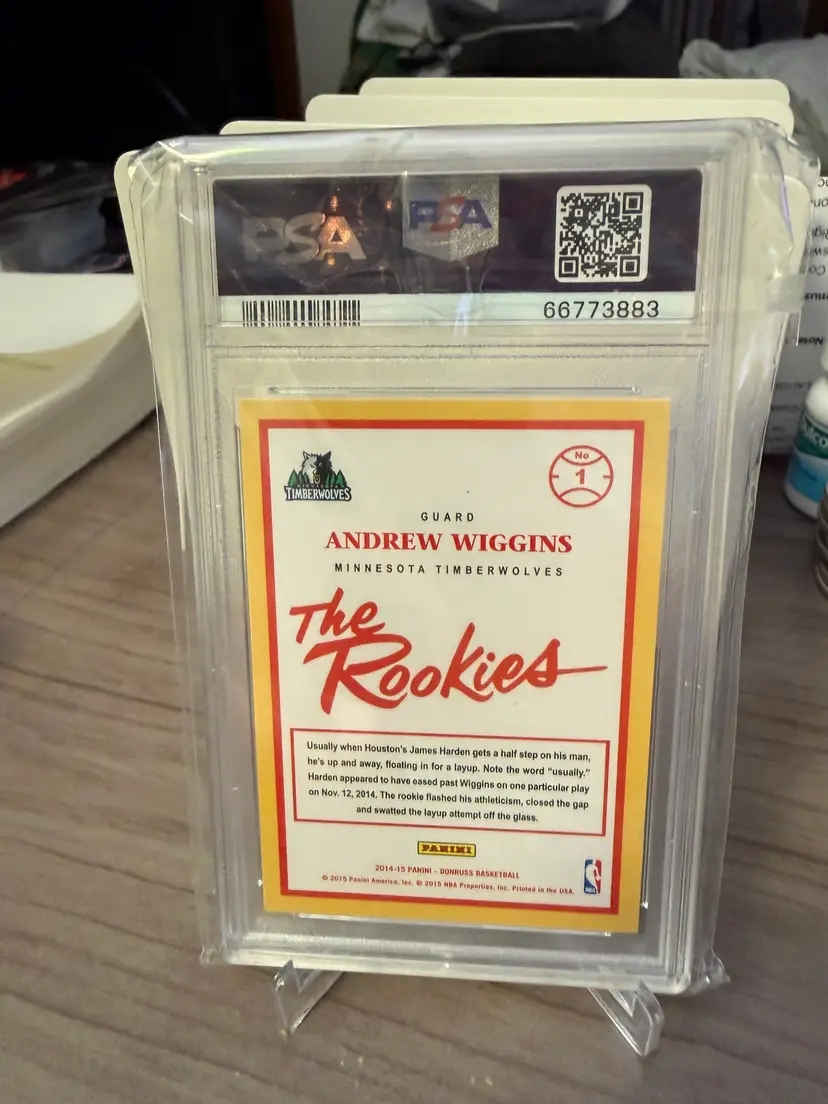 PSA
PSA
66773883
MINNESOTA
TIMBERWOLVES
No
1
GUARD
ANDREW WIGGINS
MINNESOTA TIMBERWOLVES
The
Rookies
Usually when Houston's James Harden gets a half step on his man,
he's up and away, floating in for a layup. Note the word "usually."
Harden appeared to have eased past Wiggins on one particular play
on Nov. 12, 2014. The rookie flashed his athleticism, closed the gap
and swatted the layup attempt off the glass.
PANINI
2014-15 PANINI - DONRUSS BASKETBALL
© 2015 Panini America, Inc. © 2015 NBA Properties, Inc. Printed in the USA.
NBA